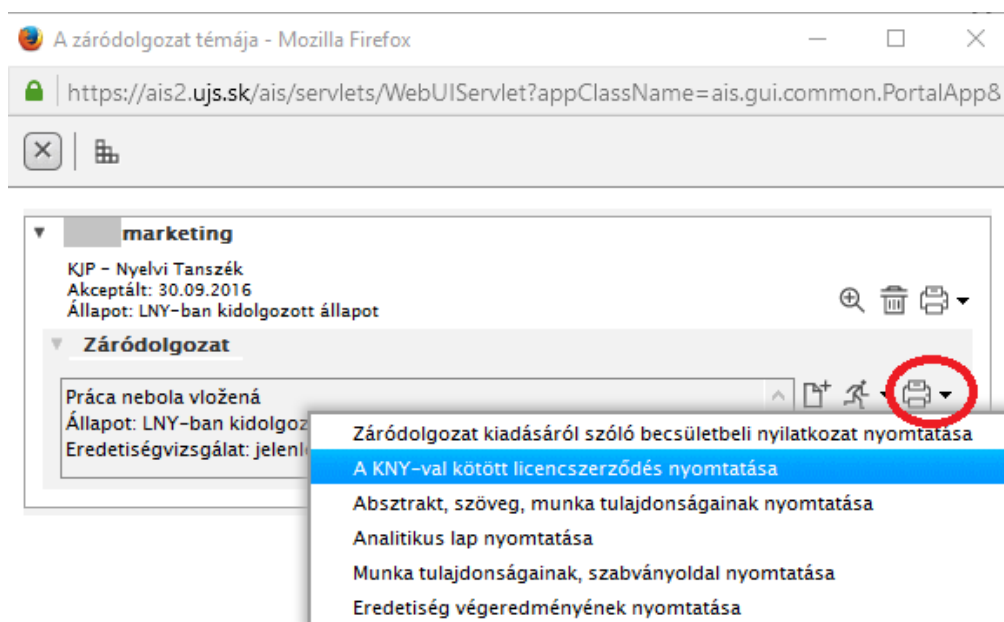 A záródolgozat témája - Mozilla Firefox
https://ais2.ujs.sk/ais/servlets/WebUIServlet?appClassName=ais.gui.common.PortalApp&
marketing
KJP - Nyelvi Tanszék
Akceptált: 30.09.2016
Állapot: LNY-ban kidolgozott állapot
Záródolgozat
Práca nebola vložená
Állapot: LNY-ban kidolgoz
Eredetiségvizsgálat: jelenl
Záródolgozat kiadásáról szóló becsületbeli nyilatkozat nyomtatása
A KNY-val kötött licencszerződés nyomtatása
Absztrakt, szöveg, munka tulajdonságainak nyomtatása
Analitikus lap nyomtatása
Munka tulajdonságainak, szabványoldal nyomtatása
Eredetiség végeredményének nyomtatása